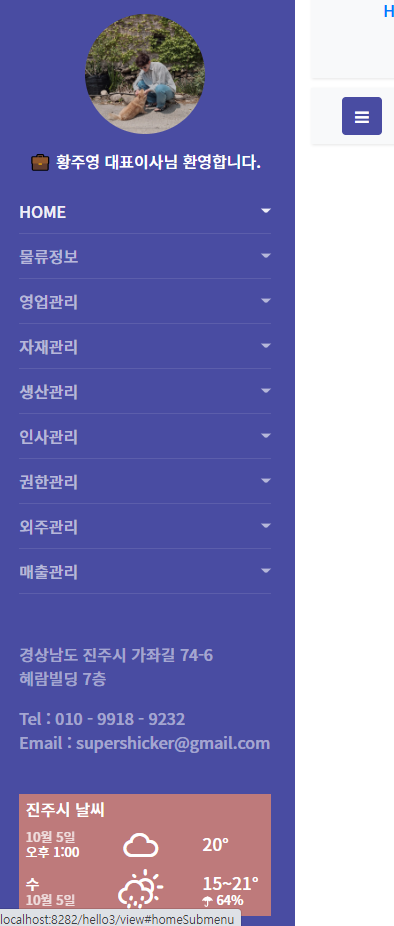 H
황주영 대표이사님 환영합니다.
HOME
물류정보
영업관리
자재관리
생산관리
인사관리
권한관리
외주관리
매출관리
경상남도 진주시 가좌길 74-6
혜람빌딩 7층
Tel : 010 - 9918 - 9232
Email : supershicker@gmail.com
진주시 날씨
10월 5일
오후 1:00
20°
수
10월 5일
15~21°
64%
localhost:8282/hello3/view#homeSubmenu